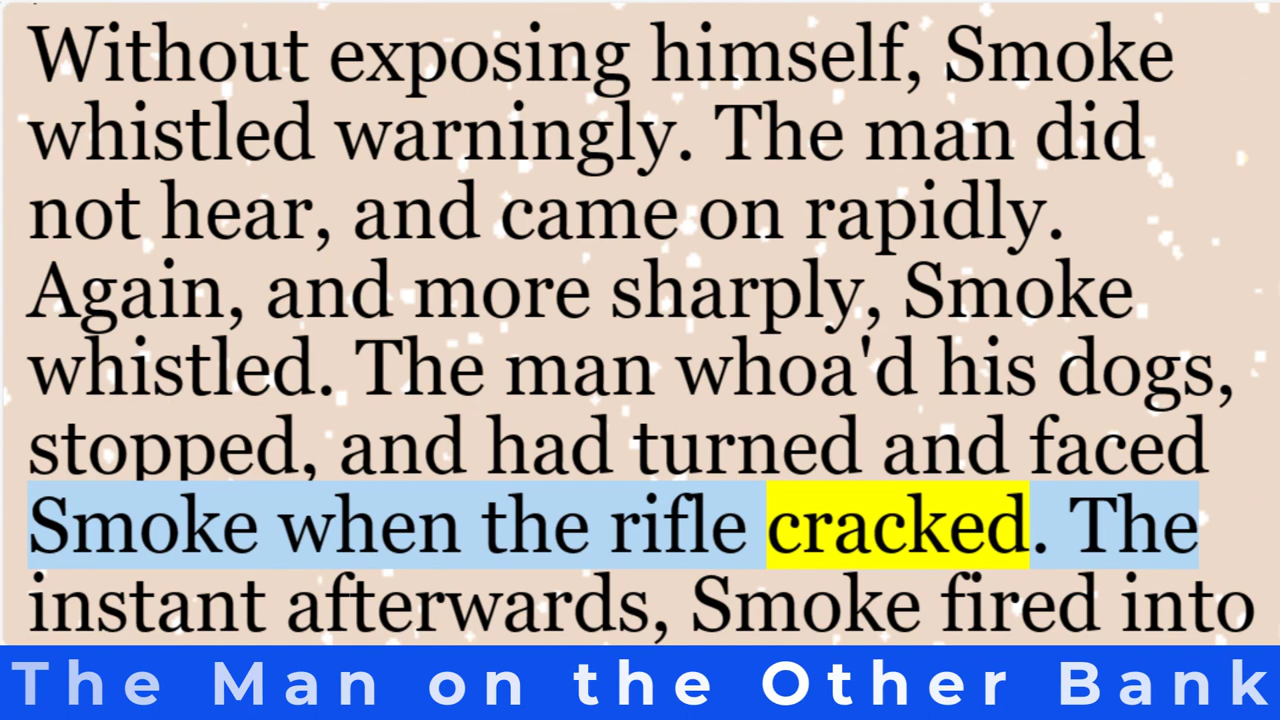 Without exposing himself, Smoke
whistled warningly. The man did
not hear, and came on rapidly.
Again, and more sharply, Smoke
whistled. The man whoa'd his dogs,
stopped, and had turned and faced
Smoke when the rifle cracked. The
instant afterwards, Smoke fired into
The Man on the Other Bank